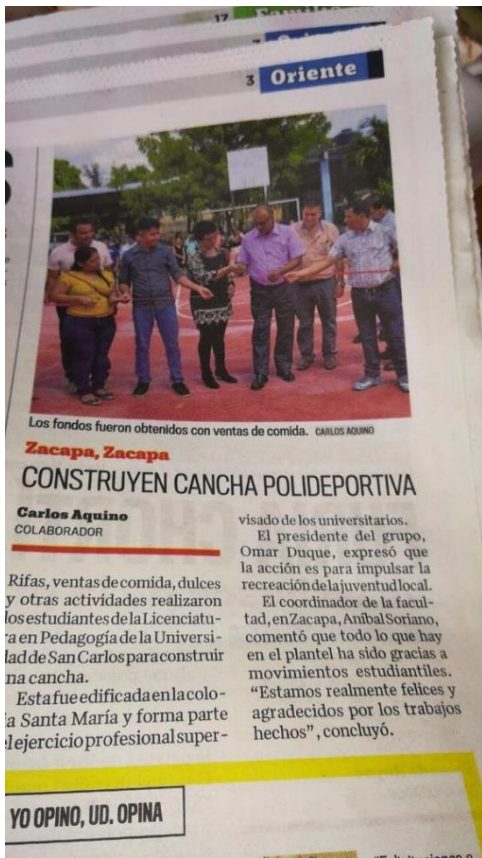 17
3 Oriente
Los fondos fueron obtenidos con ventas de comida. CARLOS AQUINO
Zacapa, Zacapa
CONSTRUYEN CANCHA POLIDEPORTIVA
Carlos Aquino
COLABORADOR
Rifas, ventas de comida, dulces
y otras actividades realizaron
los estudiantes de la Licenciatu-
ra en Pedagogía de la Universi-
dad de San Carlos para construir
na cancha.
Esta fue edificada en la colo-
ia Santa María y forma parte
el ejercicio profesional super-
visado de los universitarios.
El presidente del grupo,
Omar Duque, expresó que
la acción es para impulsar la
recreación de la juventud local.
El coordinador de la facul-
tad, en Zacapa, Aníbal Soriano,
comentó que todo lo que hay
en el plantel ha sido gracias a
movimientos estudiantiles.
“Estamos realmente felices y
agradecidos por los trabajos
hechos”, concluyó.
YO OPINO, UD. OPINA